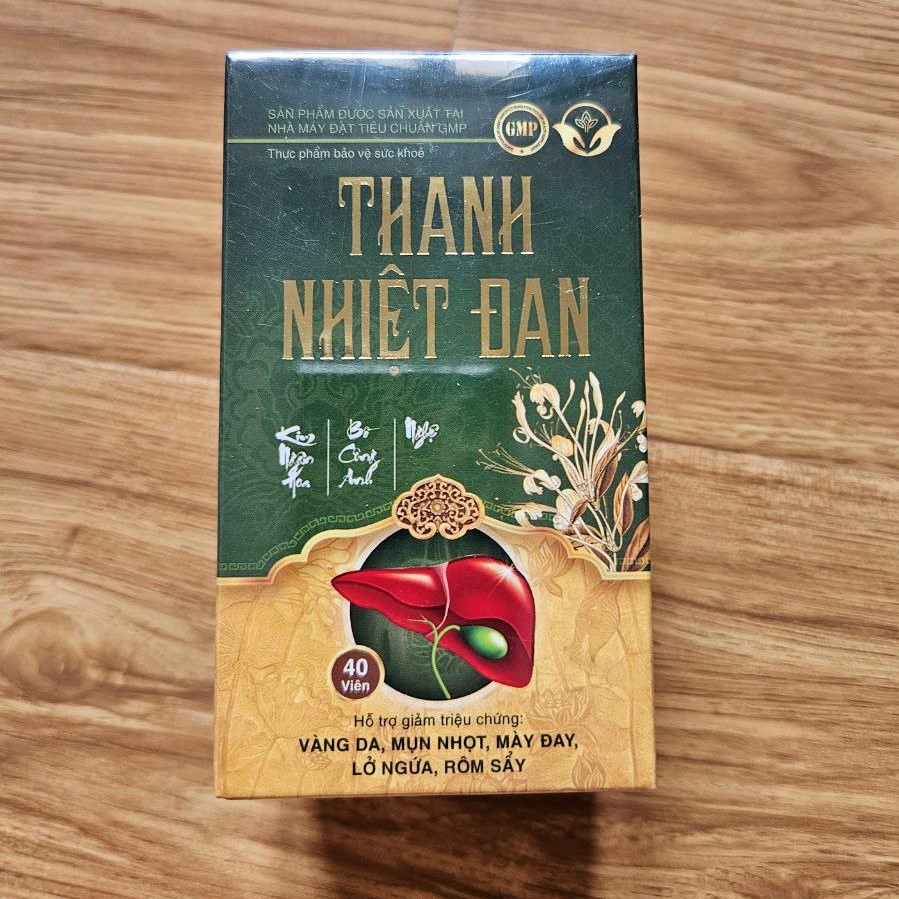 SẢN PHẨM ĐƯỢC SẢN XUẤT TẠI
NHÀ MÁY ĐẠT TIÊU CHUẨN GMP
GMP
Thực phẩm bảo vệ sức khoẻ
THANH
NHIỆT ĐAN
Kim
Ngân
Hoa
Bồ
Công
Anh
Nghệ
40
Viên
Hỗ trợ giảm triệu chứng:
VÀNG DA, MỤN NHỌT, MÀY ĐAY,
LỞ NGỨA, RÔM SẨY